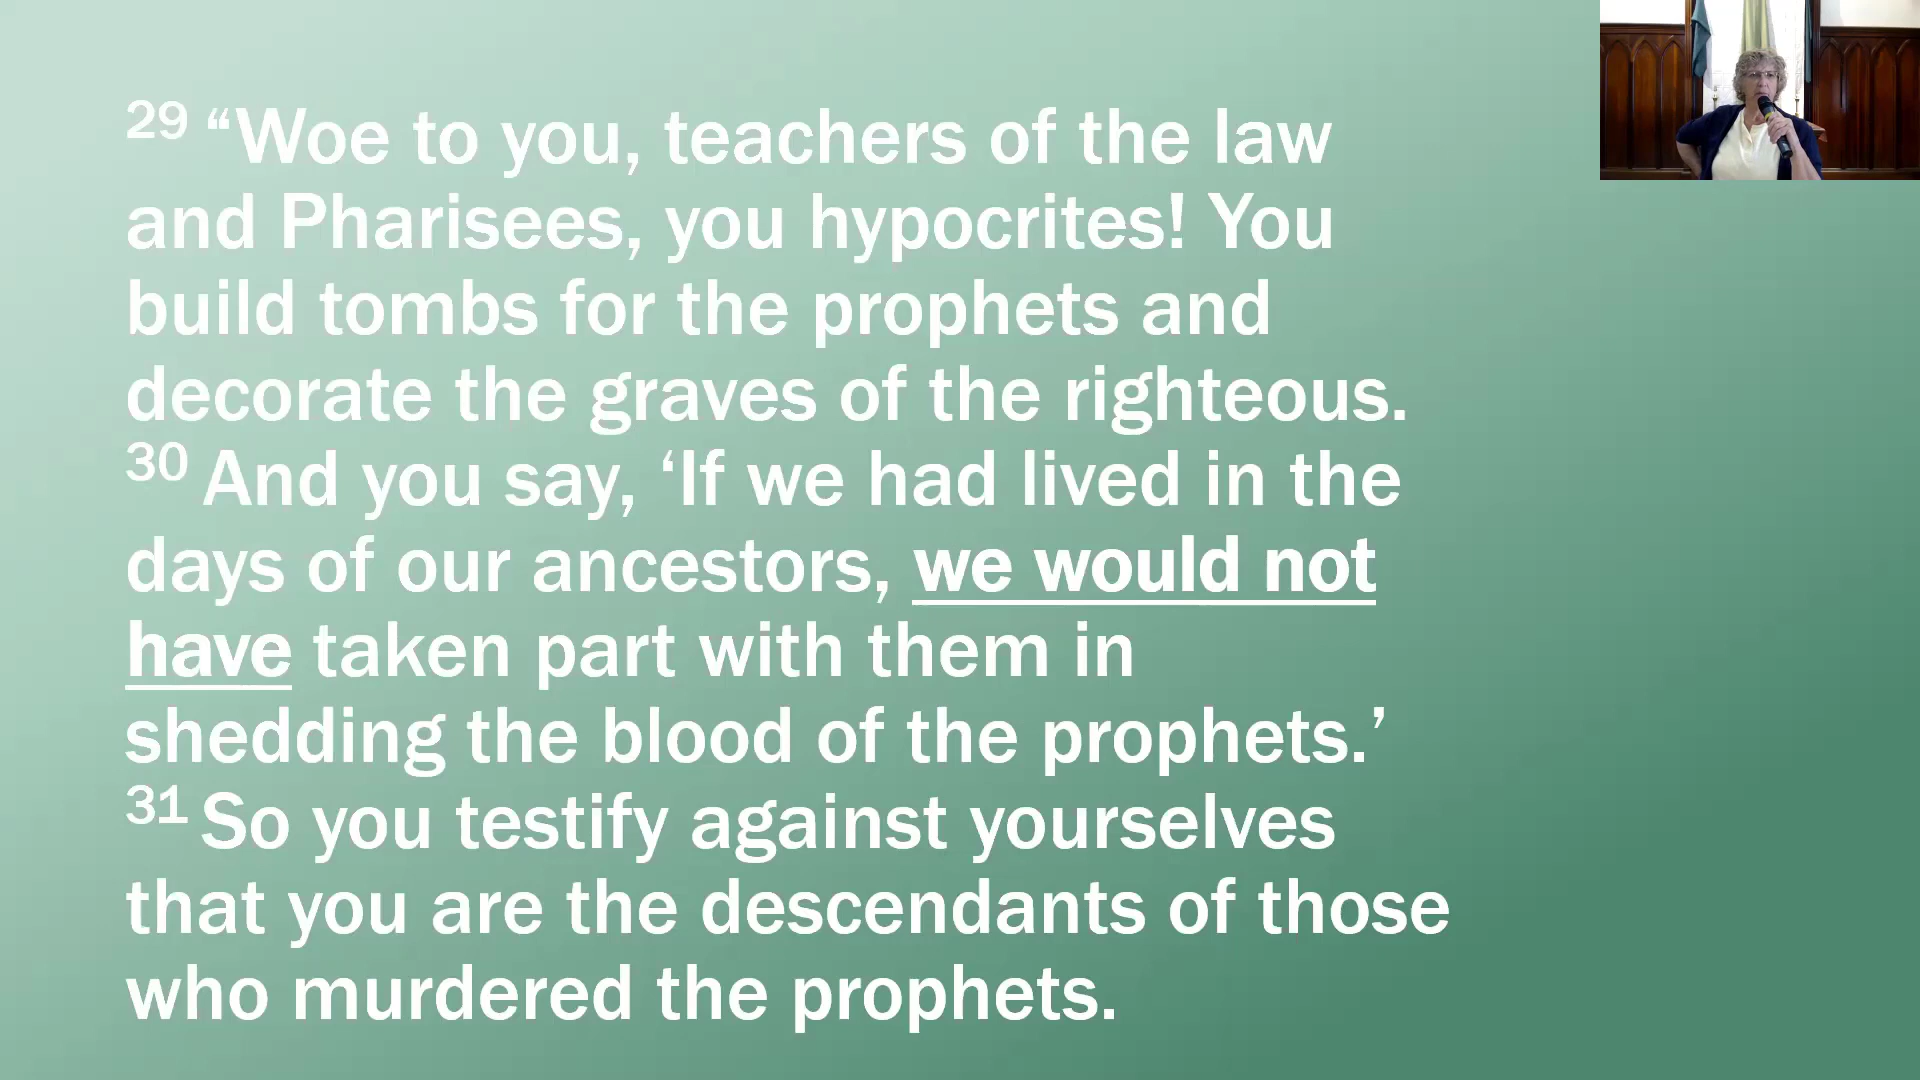 29 “Woe to you, teachers of the law
and Pharisees, you hypocrites! You
build tombs for the prophets and
decorate the graves of the righteous.
30 And you say, ‘If we had lived in the
days of our ancestors, we would not
have taken part with them in
shedding the blood of the prophets.’
31 So you testify against yourselves
that you are the descendants of those
who murdered the prophets.